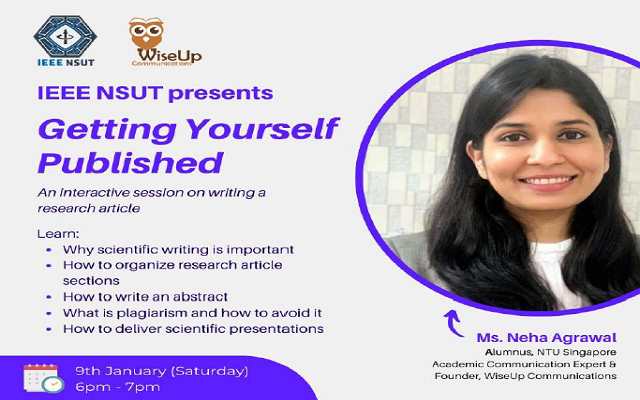 IEEE NSUT
WiseUp
Communications
IEEE NSUT presents
Getting Yourself
Published
An interactive session on writing a
research article
Learn:
• Why scientific writing is important
• How to organize research article
sections
• How to write an abstract
• What is plagiarism and how to avoid it
• How to deliver scientific presentations
9th January (Saturday)
6pm - 7pm
Ms. Neha Agrawal
Alumnus, NTU Singapore
Academic Communication Expert &
Founder, WiseUp Communications